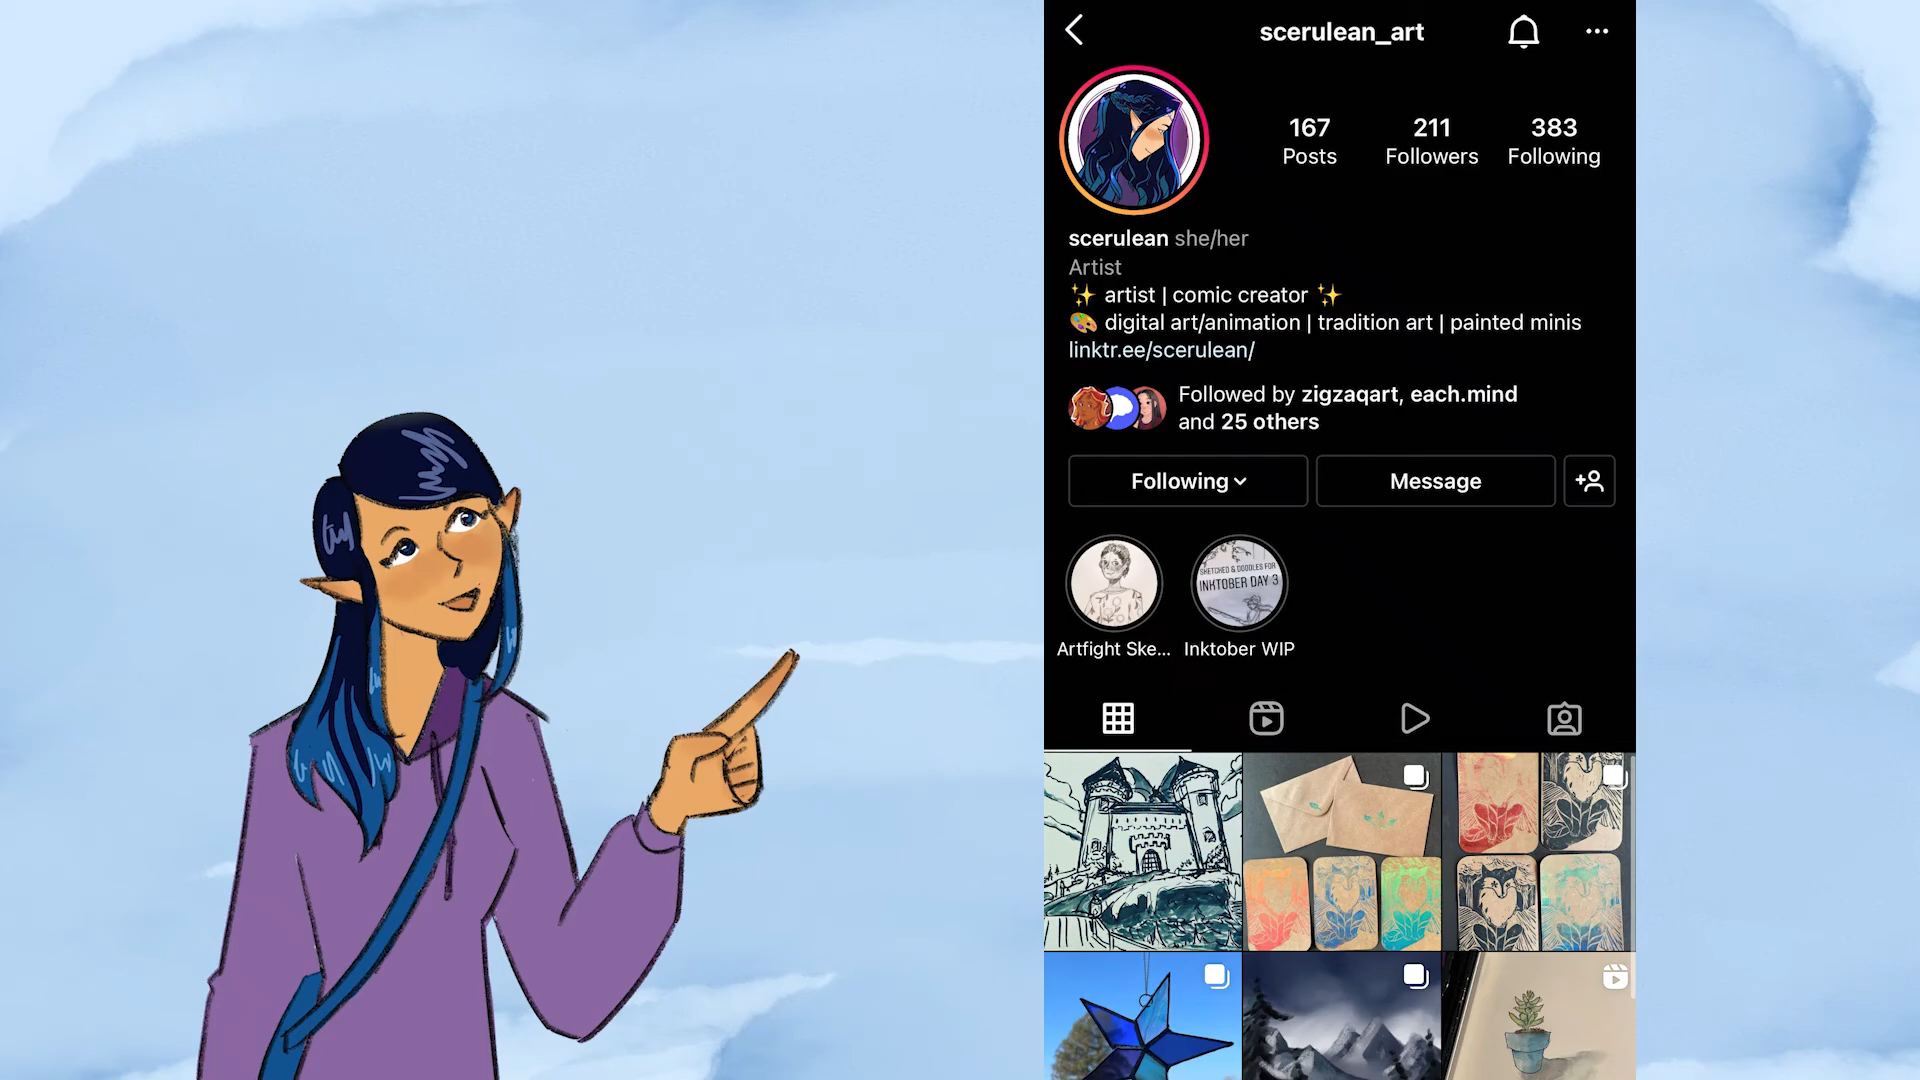 scerulean_art
167
Posts
211
Followers
383
Following
scerulean she/her
Artist
✨ artist | comic creator ✨
🎨 digital art/animation | tradition art | painted minis
linktr.ee/scerulean/
Followed by zigzaqart, each.mind
and 25 others
Following
Message
SKETCHED & DOODLES FOR
INKTOBER DAY 3
Artfight Ske...
Inktober WIP